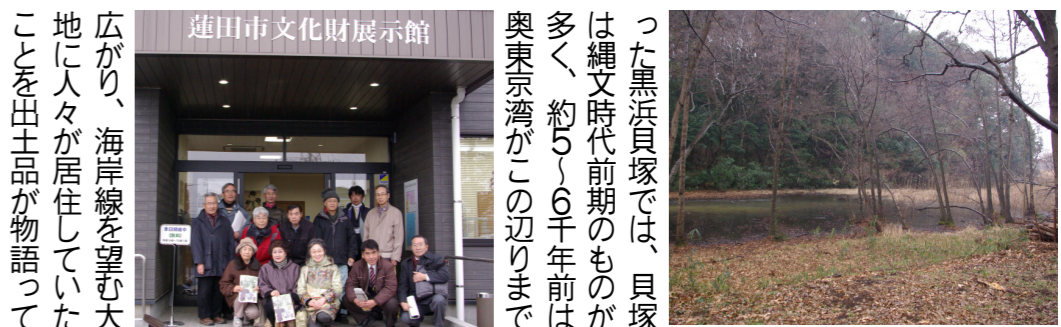 った黒浜貝塚では、貝塚
は縄文時代前期のものが
多く、約5～6千年前は
奥東京湾がこの辺りまで
蓮田市文化財展示館
広がり、海岸線を望む大
地に人々が居住していた
ことを出土品が物語って